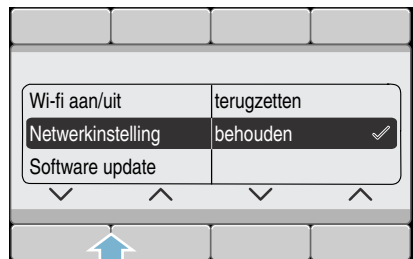 Wi-fi aan/uit terugzetten
Netwerkinstelling behouden
Software update